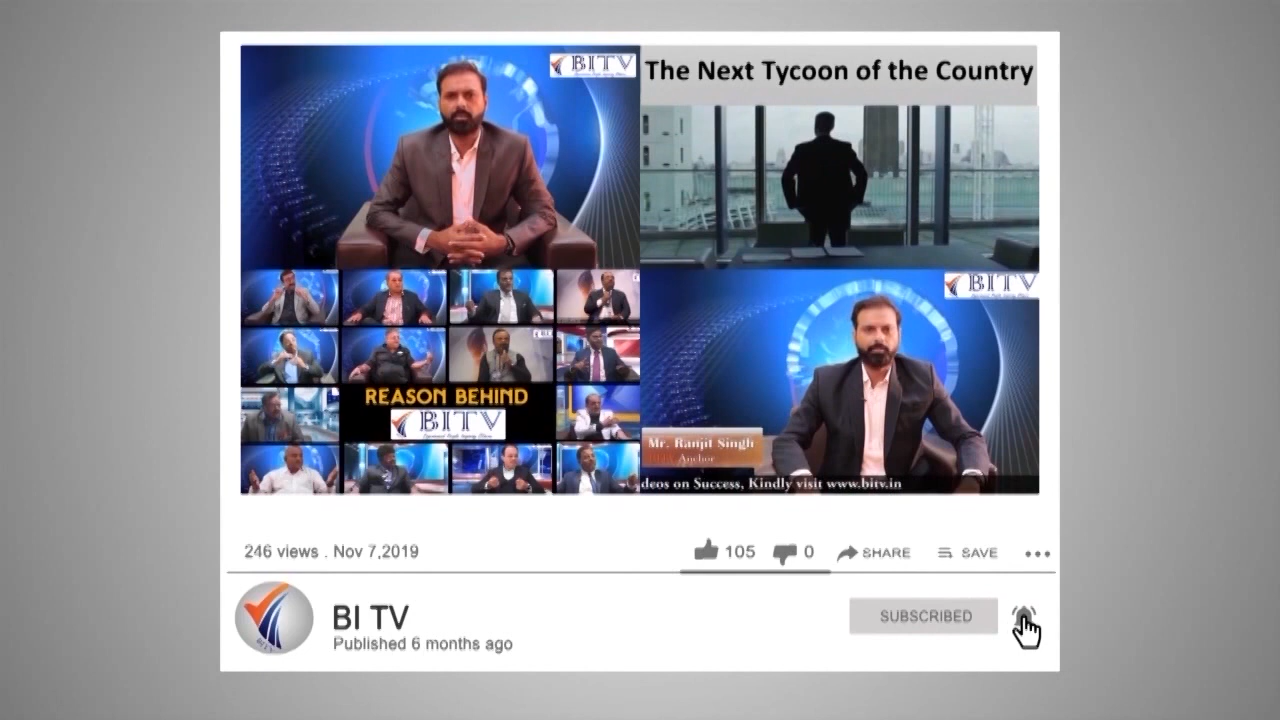 BITV
The Next Tycoon of the Country
BITV
REASON BEHIND
BITV
Mr. Ranjit Singh
Anchor
deos on Success, Kindly visit www.bitv.in
246 views . Nov 7,2019
105
0
SHARE
SAVE
BI TV
Published 6 months ago
SUBSCRIBED